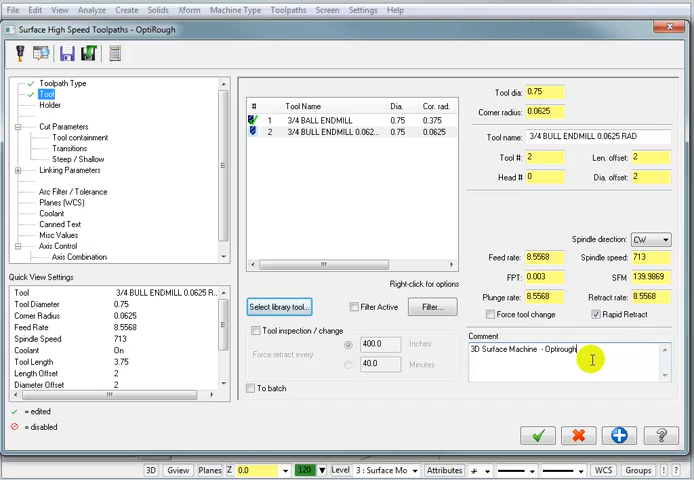 File Edit View Analyze Create Solids Xform Machine Type Toolpaths Screen Settings Help
Surface High Speed Toolpaths - OptiRough
Toolpath Type
Tool
Holder
Cut Parameters
Tool containment
Transitions
Steep / Shallow
Linking Parameters
Arc Filter / Tolerance
Planes (WCS)
Coolant
Canned Text
Misc Values
Axis Control
Axis Combination
Quick View Settings
Tool 3/4 BULL ENDMILL 0.0625 R...
Tool Diameter 0.75
Corner Radius 0.0625
Feed Rate 8.5568
Spindle Speed 713
Coolant On
Tool Length 3.75
Length Offset 2
Diameter Offset 2
= edited
= disabled
# Tool Name Dia. Cor. rad.
1 3/4 BALL ENDMILL 0.75 0.375
2 3/4 BULL ENDMILL 0.062... 0.75 0.0625
Right-click for options
Select library tool... Filter Active Filter...
Tool inspection / change
Force retract every
400.0 Inches
40.0 Minutes
To batch
Tool dia: 0.75
Corner radius: 0.0625
Tool name: 3/4 BULL ENDMILL 0.0625 RAD
Tool #: 2 Len. offset: 2
Head # 0 Dia. offset: 2
Spindle direction: CW
Feed rate: 8.5568 Spindle speed: 713
FPT: 0.003 SFM 139.9869
Plunge rate: 8.5568 Retract rate: 8.5568
Force tool change Rapid Retract
Comment
3D Surface Machine - Optirough
3D Gview Planes Z 0.0 120 Level 3 : Surface Mo Attributes WCS Groups ! ?